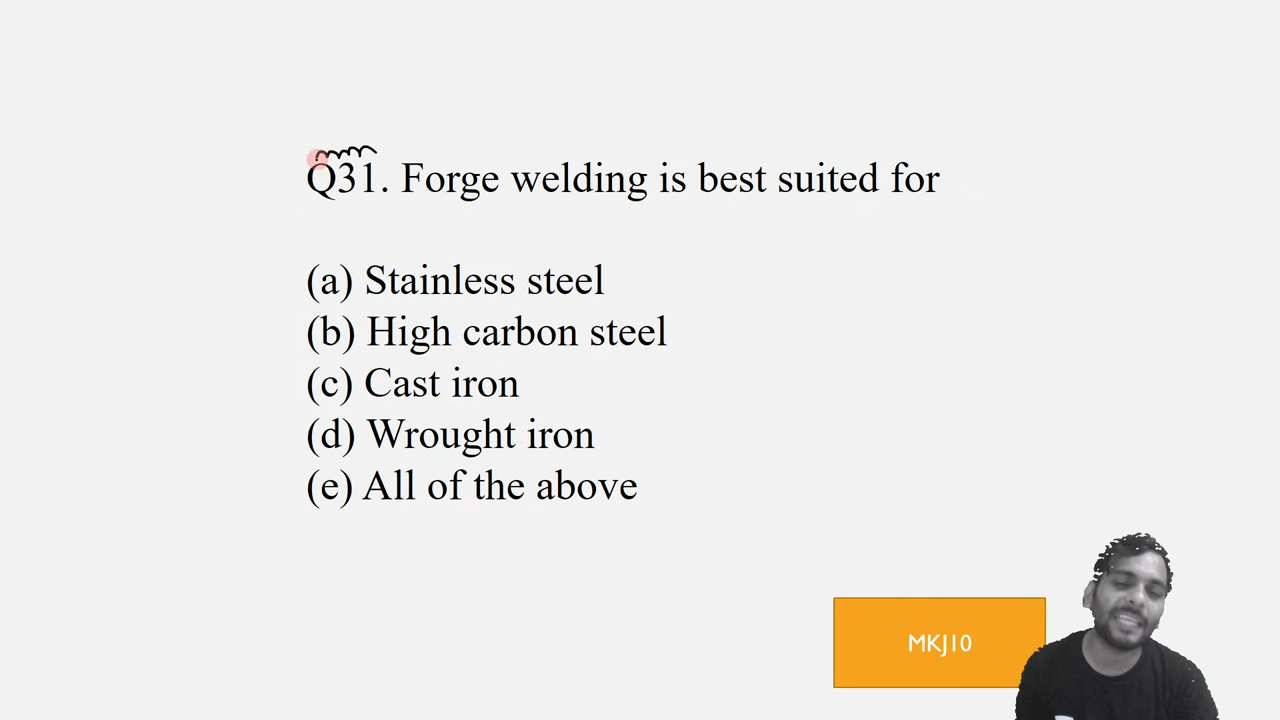 Q31. Forge welding is best suited for
(a) Stainless steel
(b) High carbon steel
(c) Cast iron
(d) Wrought iron
(e) All of the above
MKJ10